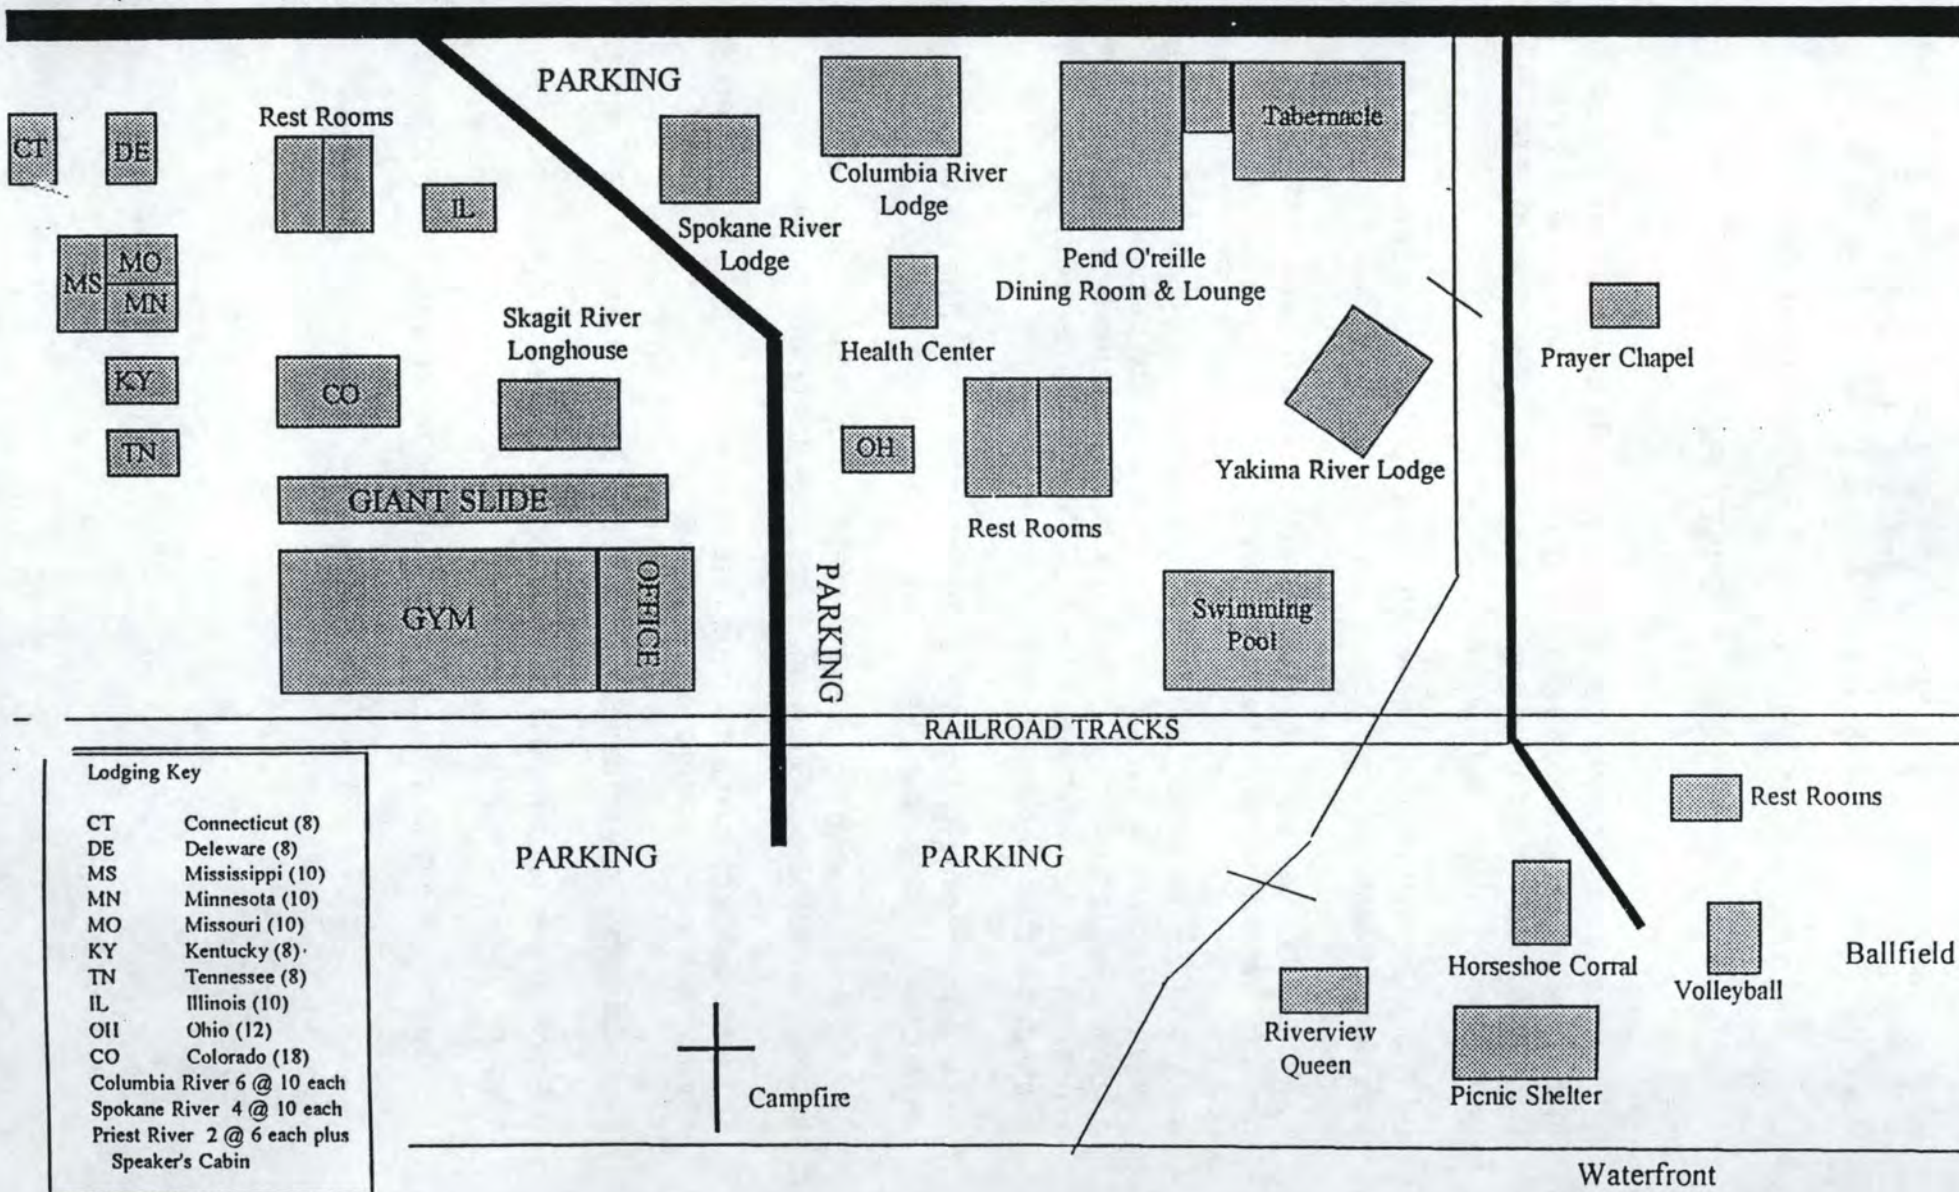 PARKING
CT
DE
Rest Rooms
IL
Spokane River
Lodge
Columbia River
Lodge
Tabernacle
Pend O'reille
Dining Room & Lounge
MS
MO
MN
Skagit River
Longhouse
Health Center
Prayer Chapel
KY
CO
TN
OH
Yakima River Lodge
GIANT SLIDE
Rest Rooms
GYM
OFFICE
PARKING
Swimming
Pool
RAILROAD TRACKS
Lodging Key
CT Connecticut (8)
DE Deleware (8)
MS Mississippi (10)
MN Minnesota (10)
MO Missouri (10)
KY Kentucky (8)
TN Tennessee (8)
IL Illinois (10)
OH Ohio (12)
CO Colorado (18)
Columbia River 6 @ 10 each
Spokane River 4 @ 10 each
Priest River 2 @ 6 each plus
Speaker's Cabin
PARKING
PARKING
Rest Rooms
Horseshoe Corral
Volleyball
Ballfield
Riverview
Queen
Picnic Shelter
Campfire
Waterfront